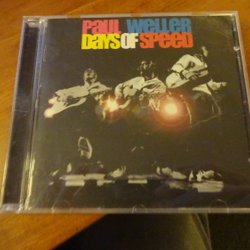 PAUL WELLER
DAYS OF SPEED